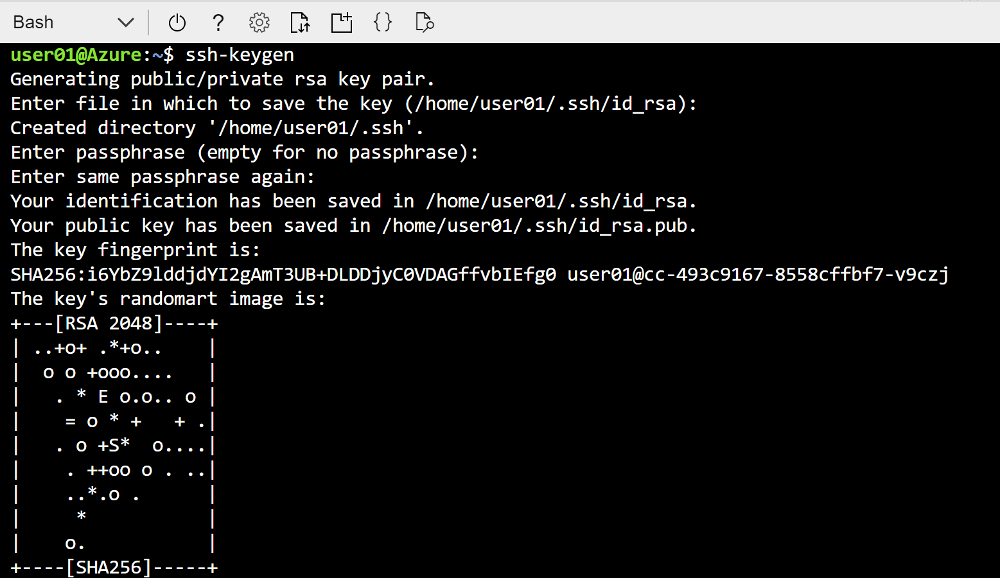 Bash
user01@Azure:~$ ssh-keygen
Generating public/private rsa key pair.
Enter file in which to save the key (/home/user01/.ssh/id_rsa):
Created directory '/home/user01/.ssh'.
Enter passphrase (empty for no passphrase):
Enter same passphrase again:
Your identification has been saved in /home/user01/.ssh/id_rsa.
Your public key has been saved in /home/user01/.ssh/id_rsa.pub.
The key fingerprint is:
SHA256:i6YbZ9lddjdYI2gAmT3UB+DLDDjyC0VDAGffvbIEfg0 user01@cc-493c9167-8558cffbf7-v9czj
The key's randomart image is:
+---[RSA 2048]----+
| ..+o+ .*+o..    |
|  o o +ooo....   |
|   . * E o.o.. o |
|    = o * +   + .|
|   . o +S*  o....|
|    . ++oo o . ..|
|    ..*.o .      |
|     *           |
|    o.           |
+----[SHA256]-----+